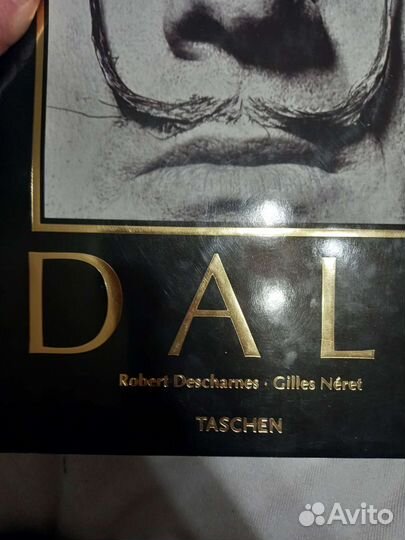 DAL
Robert Descharnes · Gilles Néret
TASCHEN
Avito